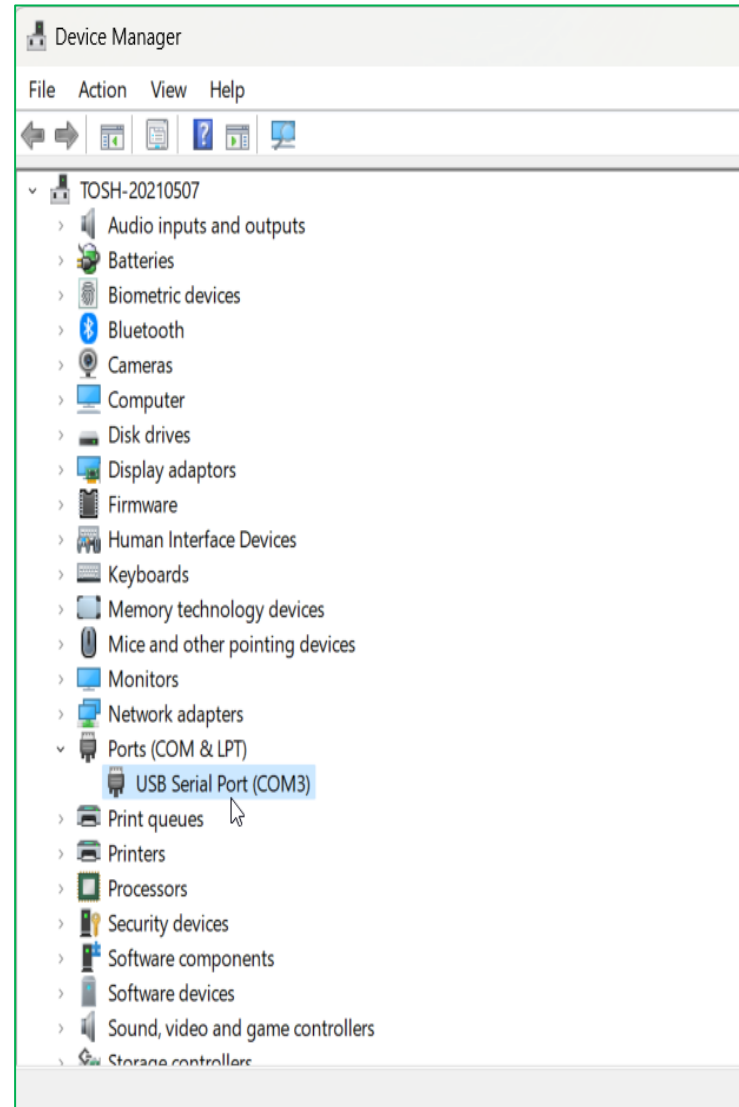 Device Manager
File Action View Help
TOSH-20210507
Audio inputs and outputs
Batteries
Biometric devices
Bluetooth
Cameras
Computer
Disk drives
Display adaptors
Firmware
Human Interface Devices
Keyboards
Memory technology devices
Mice and other pointing devices
Monitors
Network adapters
Ports (COM & LPT)
USB Serial Port (COM3)
Print queues
Printers
Processors
Security devices
Software components
Software devices
Sound, video and game controllers
Storage controllers